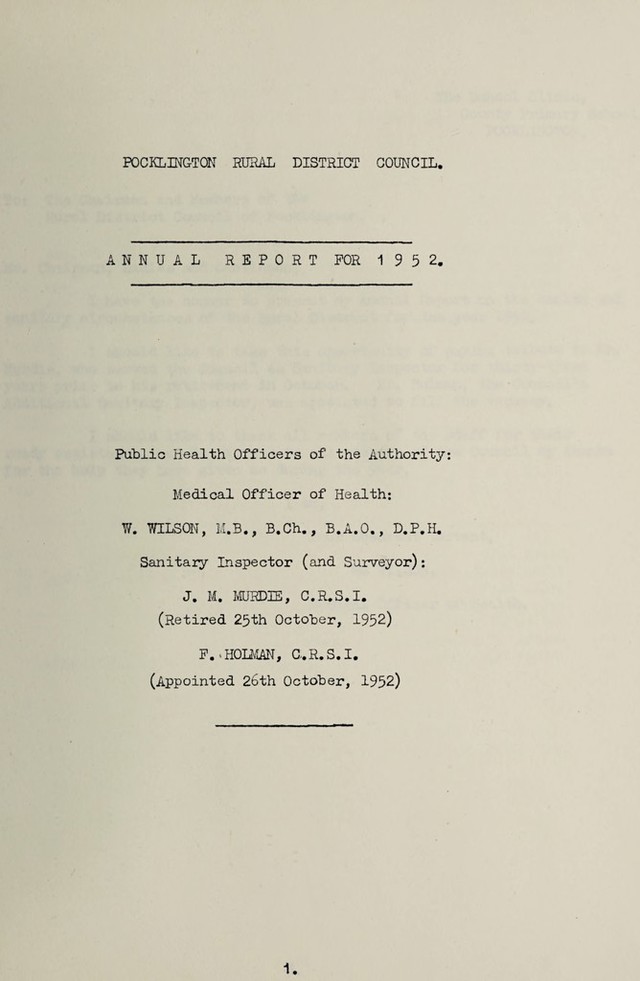 POCKLINGTON RURAL DISTRICT COUNCIL.
ANNUAL REPORT FOR 1952.
Public Health Officers of the Authority:
Medical Officer of Health:
W. WILSON, M.B., B.Ch., B.A.O., D.P.H.
Sanitary Inspector (and Surveyor):
J. M. MURDIE, C.R.S.I.
(Retired 25th October, 1952)
F. HOLMAN, C.R.S.I.
(Appointed 26th October, 1952)
1.